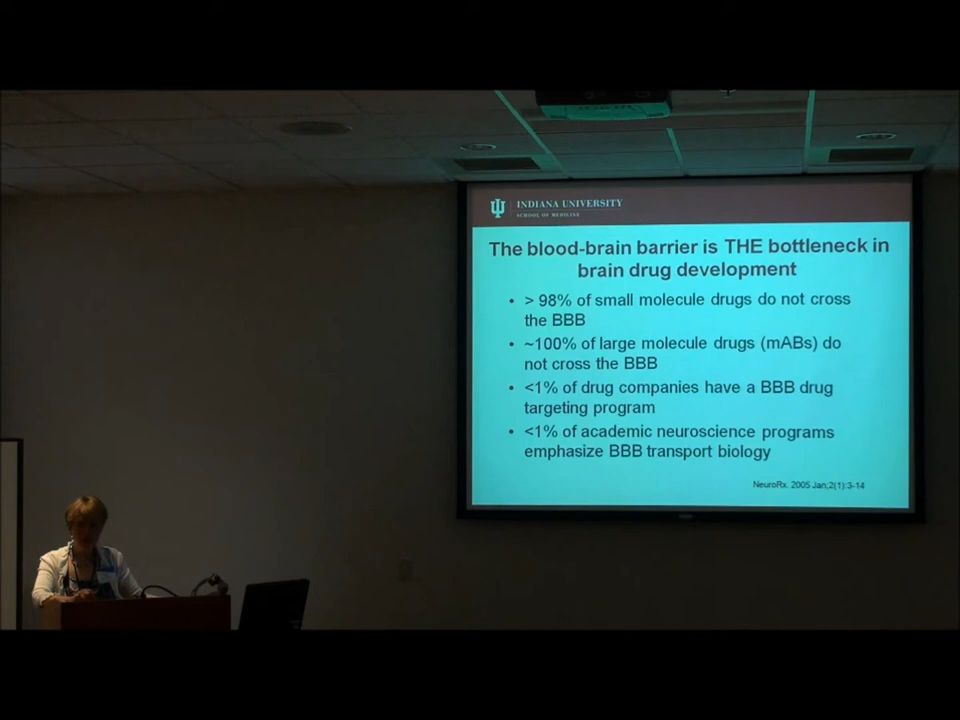 INDIANA UNIVERSITY
SCHOOL OF MEDICINE
The blood-brain barrier is THE bottleneck in
brain drug development
• > 98% of small molecule drugs do not cross
the BBB
• ~100% of large molecule drugs (mABs) do
not cross the BBB
• <1% of drug companies have a BBB drug
targeting program
• <1% of academic neuroscience programs
emphasize BBB transport biology
NeuroRx. 2005 Jan;2(1):3-14